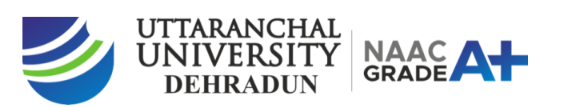 UTTARANCHAL
UNIVERSITY
DEHRADUN
NAAC
GRADE A+